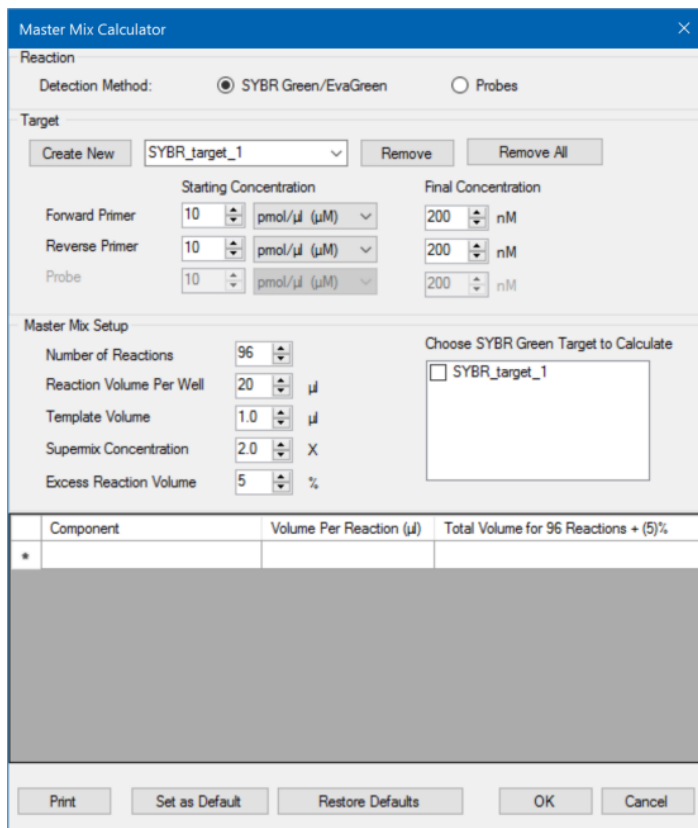 Master Mix Calculator
Reaction
Detection Method: SYBR Green/EvaGreen Probes
Target
Create New SYBR_target_1 Remove Remove All
Starting Concentration Final Concentration
Forward Primer 10 pmol/µl (µM) 200 nM
Reverse Primer 10 pmol/µl (µM) 200 nM
Probe 10 pmol/µl (µM) 200 nM
Master Mix Setup
Choose SYBR Green Target to Calculate
Number of Reactions 96
SYBR_target_1
Reaction Volume Per Well 20 µl
Template Volume 1.0 µl
Supermix Concentration 2.0 X
Excess Reaction Volume 5 %
Component Volume Per Reaction (µl) Total Volume for 96 Reactions + (5)%
*
Print Set as Default Restore Defaults OK Cancel